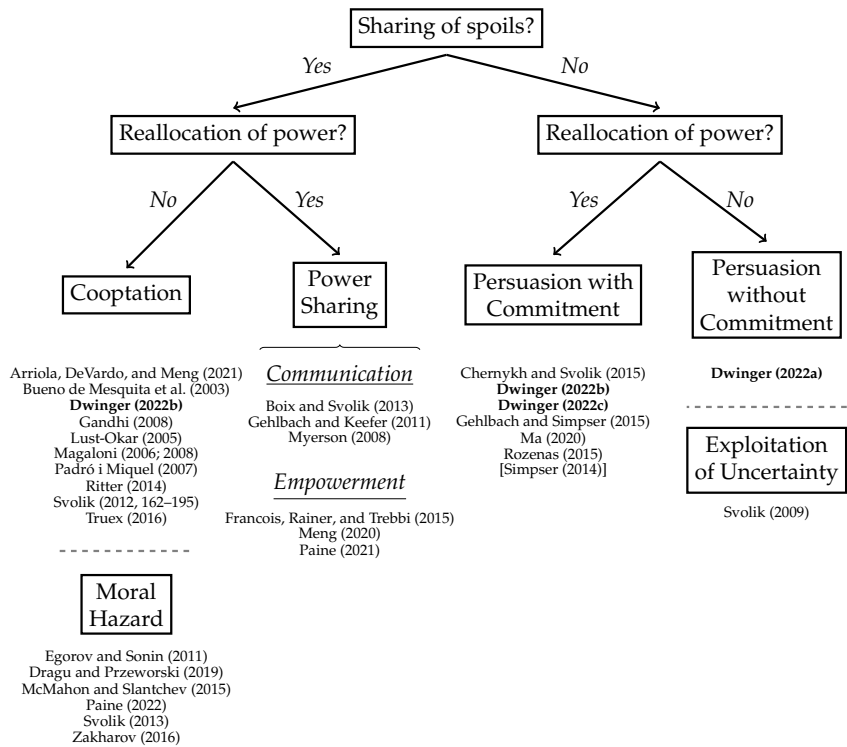 Sharing of spoils?
Yes
No
Reallocation of power?
Reallocation of power?
No
Yes
Yes
No
Cooptation
Power
Sharing
Persuasion with
Commitment
Persuasion
without
Commitment
Arriola, DeVardo, and Meng (2021)
Bueno de Mesquita et al. (2003)
Dwinger (2022b)
Gandhi (2008)
Lust-Okar (2005)
Magaloni (2006; 2008)
Padró i Miquel (2007)
Ritter (2014)
Svolik (2012, 162–195)
Truex (2016)
Moral
Hazard
Egorov and Sonin (2011)
Dragu and Przeworski (2019)
McMahon and Slantchev (2015)
Paine (2022)
Svolik (2013)
Zakharov (2016)
Communication
Boix and Svolik (2013)
Gehlbach and Keefer (2011)
Myerson (2008)
Empowerment
Francois, Rainer, and Trebbi (2015)
Meng (2020)
Paine (2021)
Chernykh and Svolik (2015)
Dwinger (2022b)
Dwinger (2022c)
Gehlbach and Simpser (2015)
Ma (2020)
Rozenas (2015)
[Simpser (2014)]
Dwinger (2022a)
Exploitation
of Uncertainty
Svolik (2009)